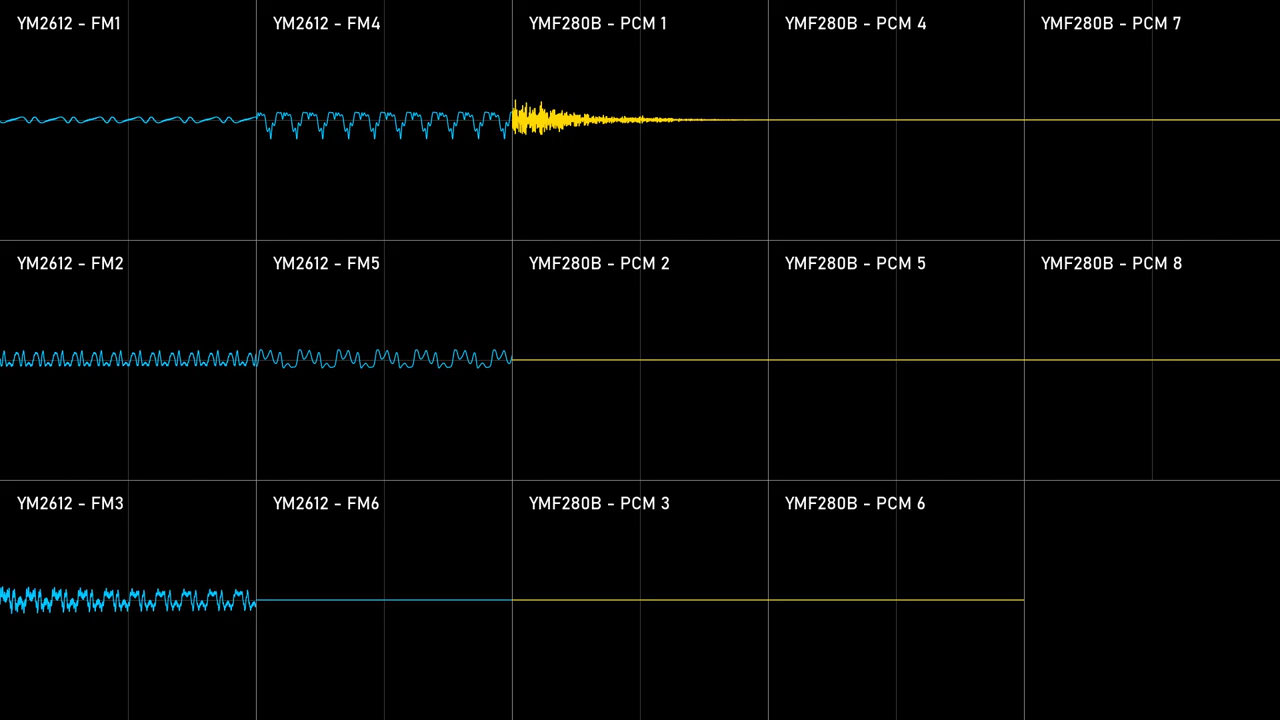 YM2612 - FM1
YM2612 - FM4
YMF280B - PCM 1
YMF280B - PCM 4
YMF280B - PCM 7
YM2612 - FM2
YM2612 - FM5
YMF280B - PCM 2
YMF280B - PCM 5
YMF280B - PCM 8
YM2612 - FM3
YM2612 - FM6
YMF280B - PCM 3
YMF280B - PCM 6